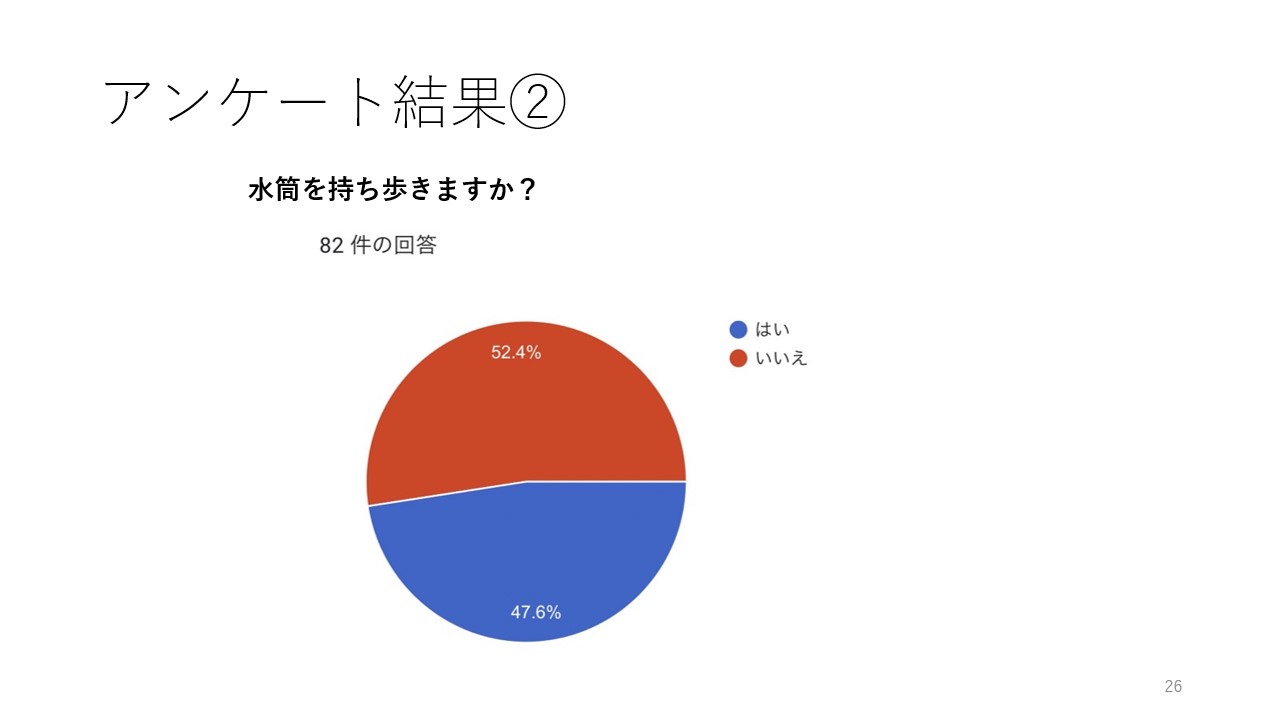 アンケート結果②
水筒を持ち歩きますか？
82 件の回答
はい
いいえ
52.4%
47.6%
26